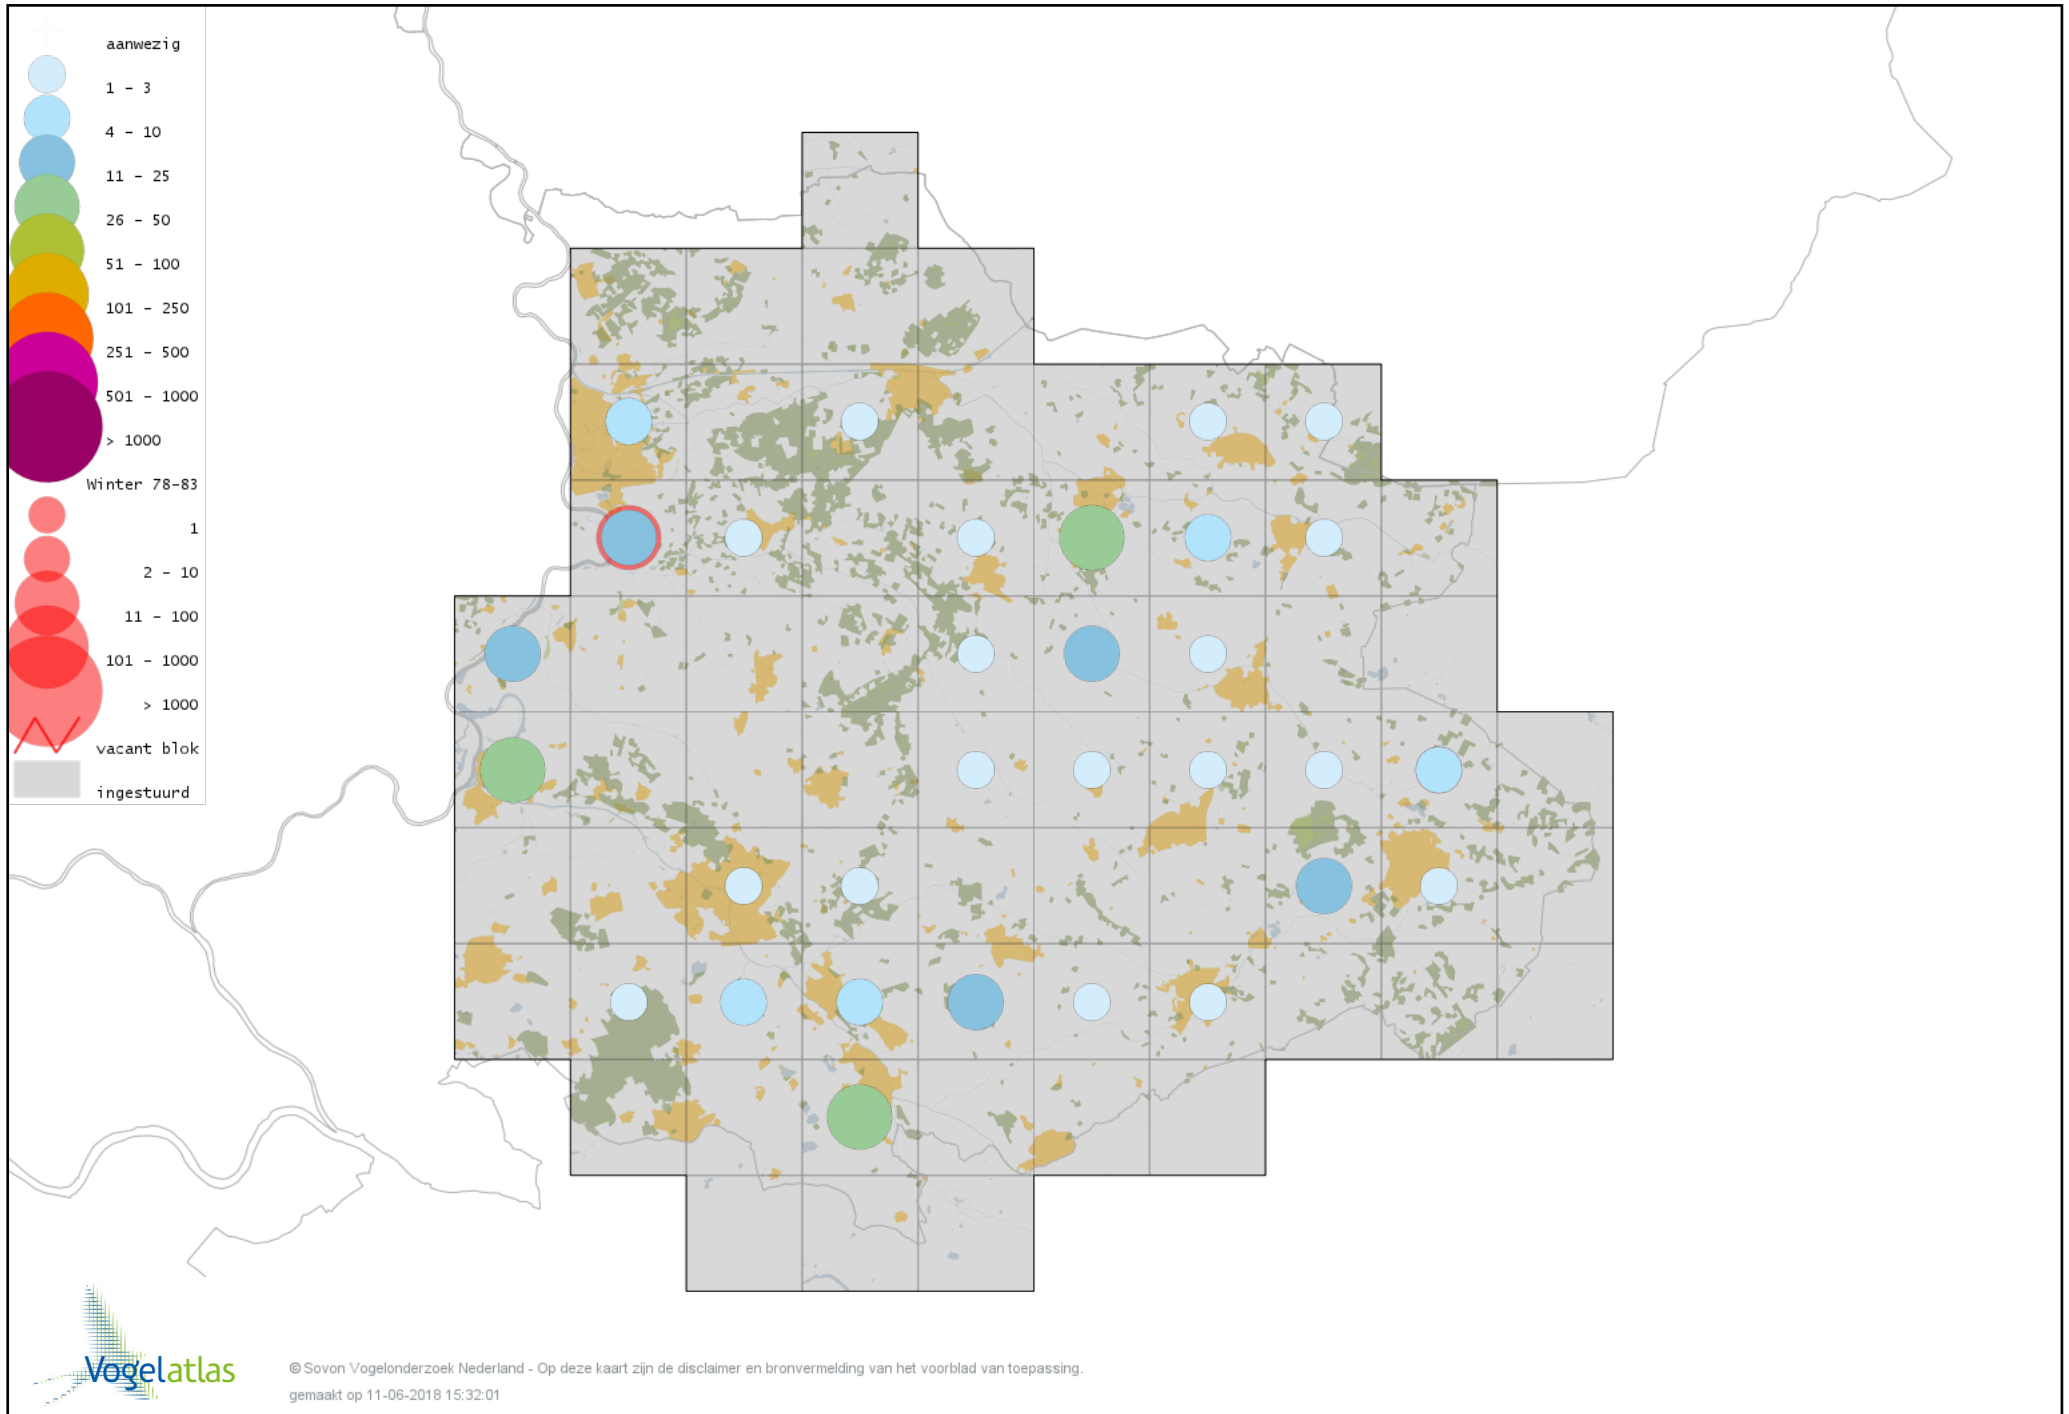 aanwezig
1 - 3
4 - 10
11 - 25
26 - 50
51 - 100
101 - 250
251 - 500
501 - 1000
> 1000
Winter 78-83
1
2 - 10
11 - 100
101 - 1000
> 1000
vacant blok
ingestuurd
Vogelatlas
© Sovon Vogelonderzoek Nederland - Op deze kaart zijn de disclaimer en bronvermelding van het voorblad van toepassing.
gemaakt op 11-06-2018 15:32:01